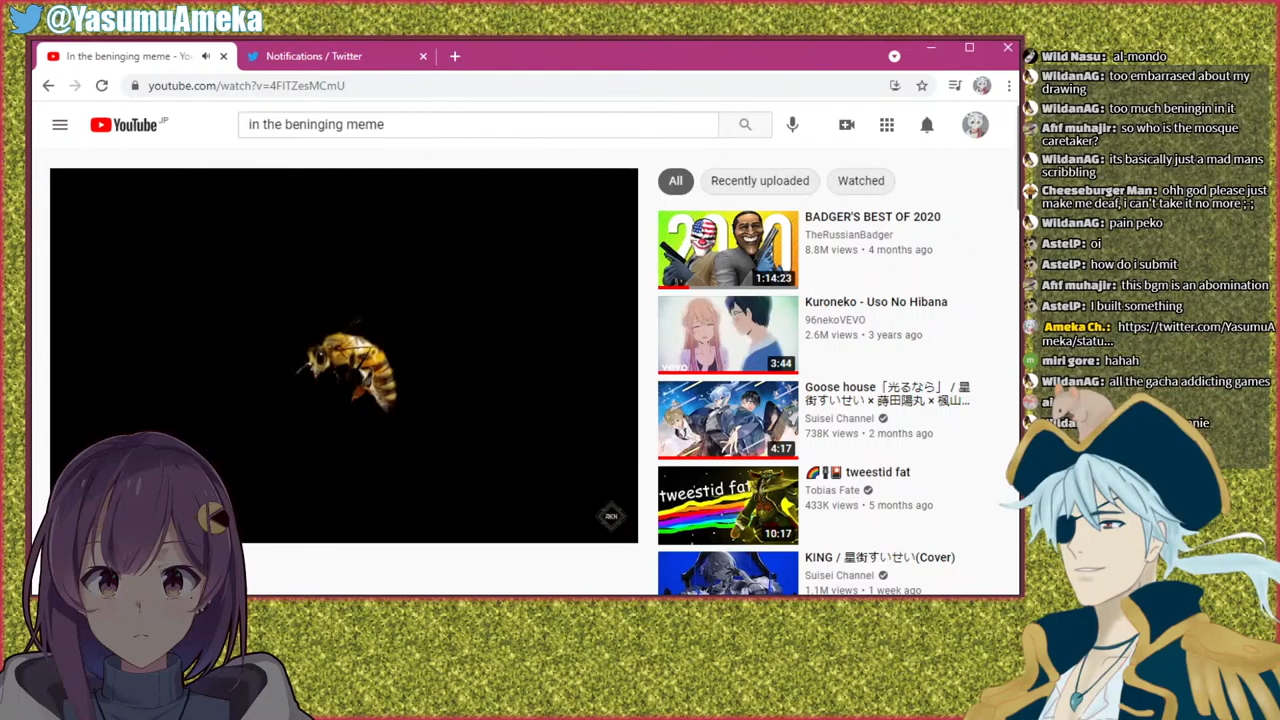 @YasumuAmeka
In the beninging meme - You
Notifications / Twitter
youtube.com/watch?v=4FITZesMCmU
YouTube JP
in the beninging meme
All
Recently uploaded
Watched
BADGER'S BEST OF 2020
TheRussianBadger
8.8M views • 4 months ago
1:14:23
Kuroneko - Uso No Hibana
96nekoVEVO
2.6M views • 3 years ago
vevo
3:44
Goose house「光るなら」 / 星
街すいせい × 蒔田陽丸 × 楓山...
Suisei Channel
738K views • 2 months ago
4:17
tweestid fat
Tobias Fate
433K views • 5 months ago
tweestid fat
10:17
KING / 星街すいせい(Cover)
Suisei Channel
1.1M views • 1 week ago
RKN
Wild Nasu: al-mondo
WildanAG: too embarrased about my
drawing
WildanAG: too much beningin in it
Afif muhajir: so who is the mosque
caretaker?
WildanAG: its basically just a mad mans
scribbling
Cheeseburger Man: ohh god please just
make me deaf, i can't take it no more ; ;
WildanAG: pain peko
AstelP: oi
AstelP: how do i submit
Afif muhajir: this bgm is an abomination
AstelP: I built something
Ameka Ch.: https://twitter.com/YasumuA
meka/statu...
miri gore: hahah
WildanAG: all the gacha addicting games